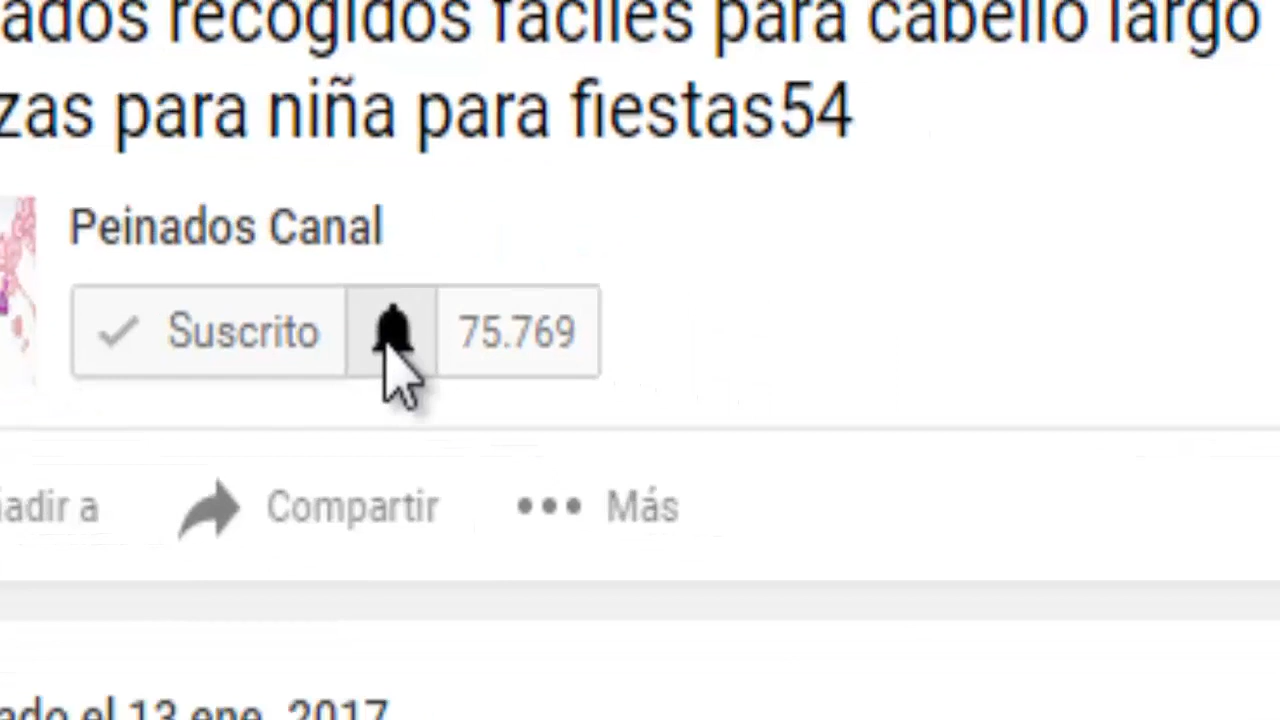 ados recogidos fáciles para cabello largo
zas para niña para fiestas54
Peinados Canal
Suscrito 75.769
adir a Compartir Más
ado el 13 ene. 2017